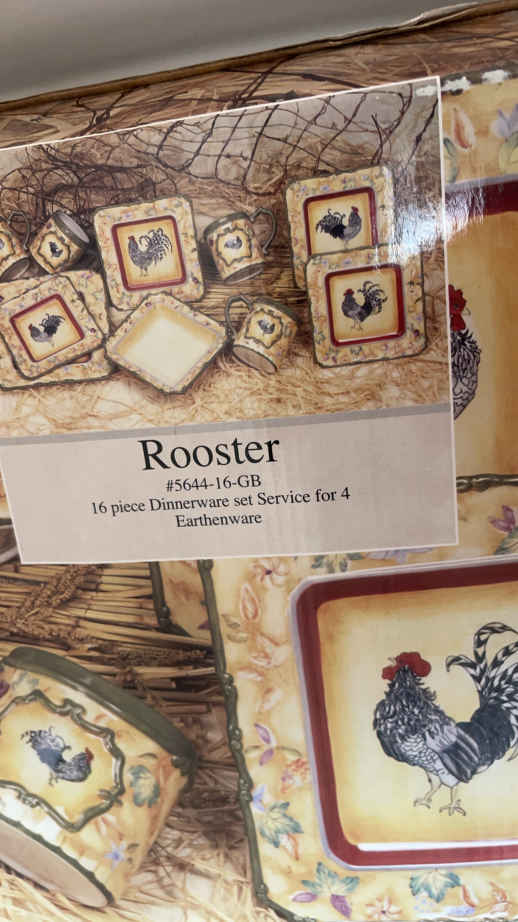 Rooster
#5644-16-GB
16 piece Dinnerware set Service for 4
Earthenware